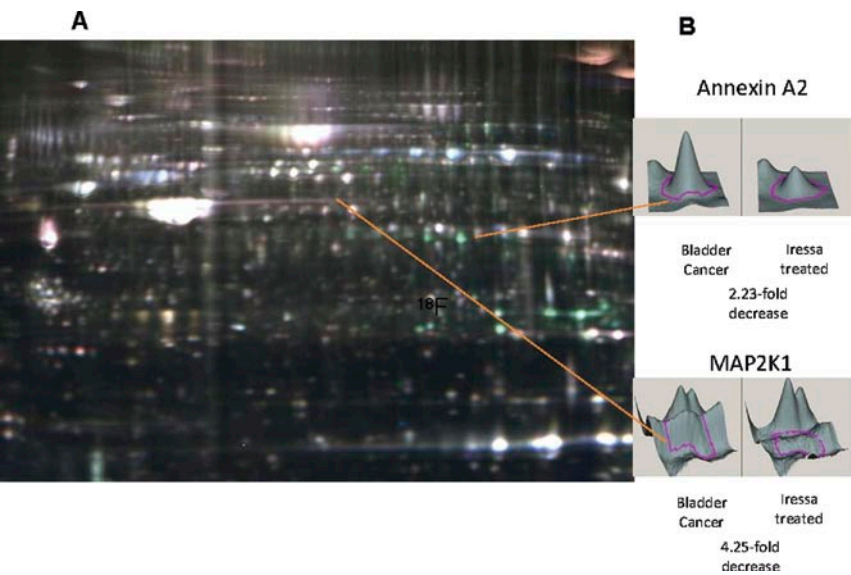 A
B
18F
Annexin A2
Bladder
Cancer
Iressa
treated
2.23-fold
decrease
MAP2K1
Bladder
Cancer
Iressa
treated
4.25-fold
decrease